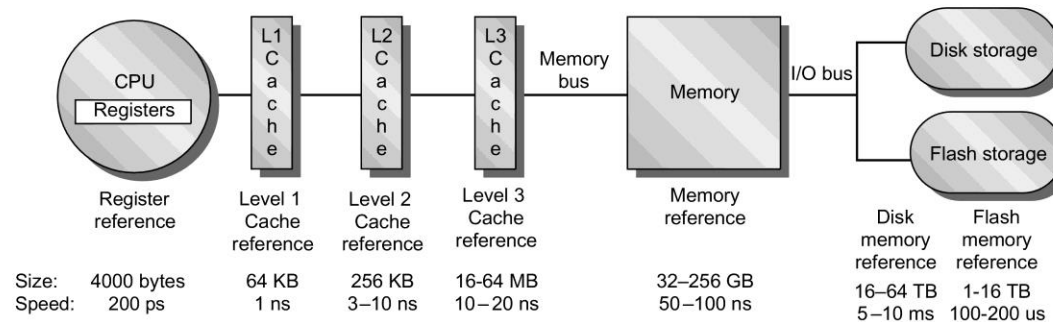 CPU
Registers
L1
Cache
L2
Cache
L3
Cache
Memory
bus
Memory
I/O bus
Disk storage
Flash storage
Register
reference
Level 1
Cache
reference
Level 2
Cache
reference
Level 3
Cache
reference
Memory
reference
Disk
memory
reference
Flash
memory
reference
Size: 4000 bytes 64 KB 256 KB 16-64 MB 32–256 GB 16–64 TB 1-16 TB
Speed: 200 ps 1 ns 3–10 ns 10–20 ns 50–100 ns 5–10 ms 100-200 us